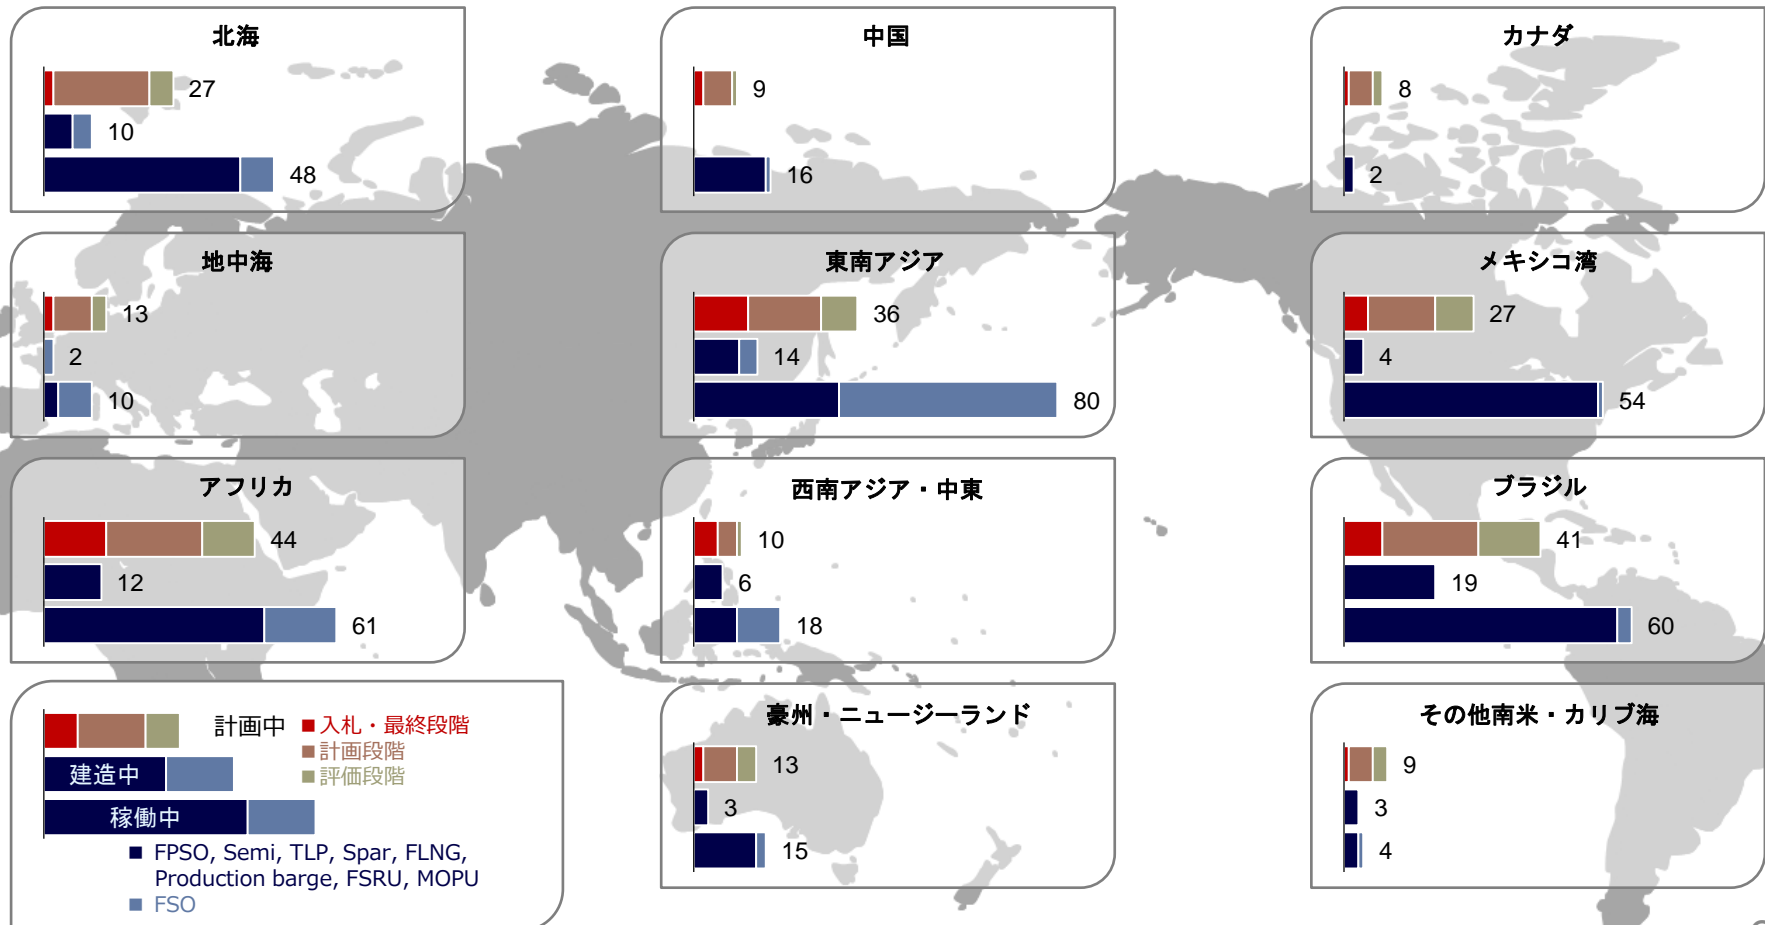 北海
27
10
48
中国
9
16
カナダ
8
2
地中海
13
2
10
東南アジア
36
14
80
メキシコ湾
27
4
54
アフリカ
44
12
61
西南アジア・中東
10
6
18
ブラジル
41
19
60
計画中
■入札・最終段階
■計画段階
■評価段階
建造中
稼働中
■ FPSO, Semi, TLP, Spar, FLNG,
Production barge, FSRU, MOPU
■ FSO
豪州・ニュージーランド
13
3
15
その他南米・カリブ海
9
3
4